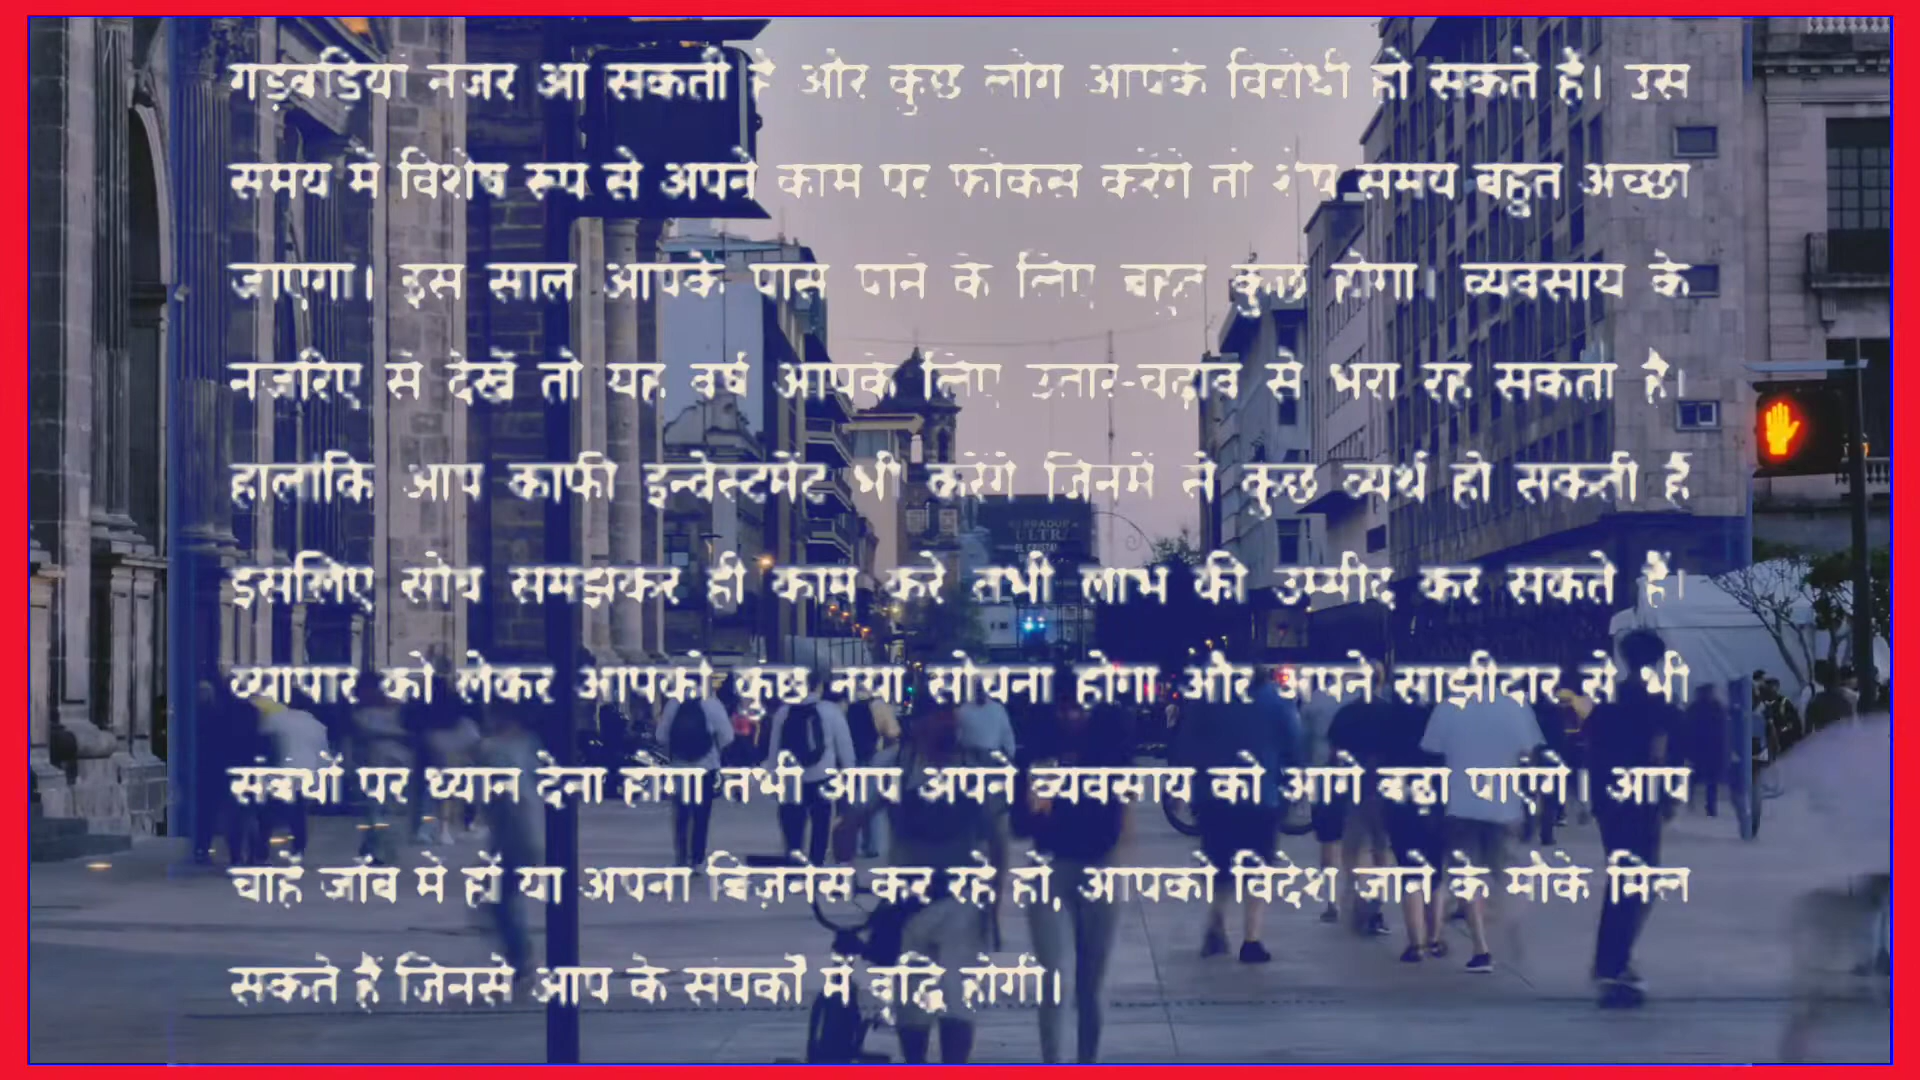 गड़बड़ियां नजर आ सकती है और कुछ लोग आपके विरोधी हो सकते हैं। उस
समय में विशेष रूप से अपने काम पर फोकस करेंगे तो शेष समय बहुत अच्छा
जाएगा। इस साल आपके पास पाने के लिए बहुत कुछ होगा। व्यवसाय के
नजरिए से देखें तो यह वर्ष आपके लिए उतार-चढ़ाव से भरा रह सकता है।
हालांकि आप काफी इन्वेस्टमेंट भी करेंगे जिनमें से कुछ व्यर्थ हो सकती हैं
इसलिए सोच समझकर ही काम करें तभी लाभ की उम्मीद कर सकते हैं।
व्यापार को लेकर आपको कुछ नया सोचना होगा और अपने साझीदार से भी
संबंधों पर ध्यान देना होगा तभी आप अपने व्यवसाय को आगे बढ़ा पाएंगे। आप
चाहें जॉब में हों या अपना बिज़नेस कर रहे हों, आपको विदेश जाने के मौके मिल
सकते हैं जिनसे आप के संपर्कों में वृद्धि होगी।